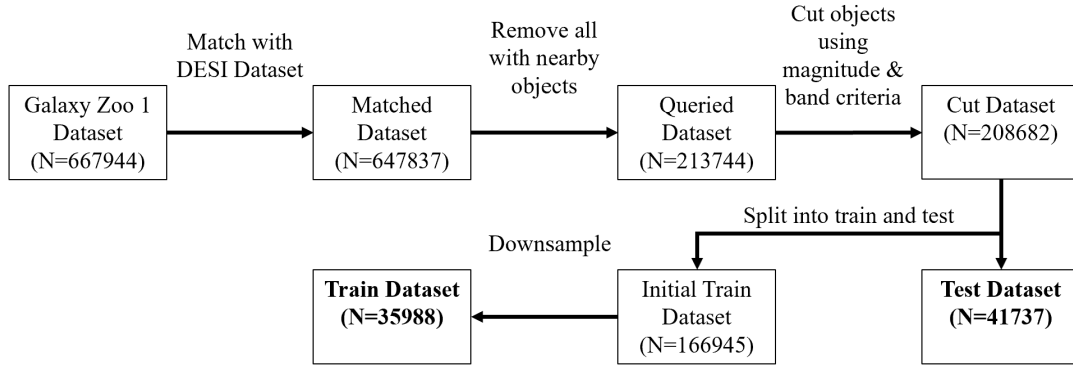 Match with
DESI Dataset
Remove all
with nearby
objects
Cut objects
using
magnitude &
band criteria
Galaxy Zoo 1
Dataset
(N=667944)
Matched
Dataset
(N=647837)
Queried
Dataset
(N=213744)
Cut Dataset
(N=208682)
Split into train and test
Downsample
Train Dataset
(N=35988)
Initial Train
Dataset
(N=166945)
Test Dataset
(N=41737)